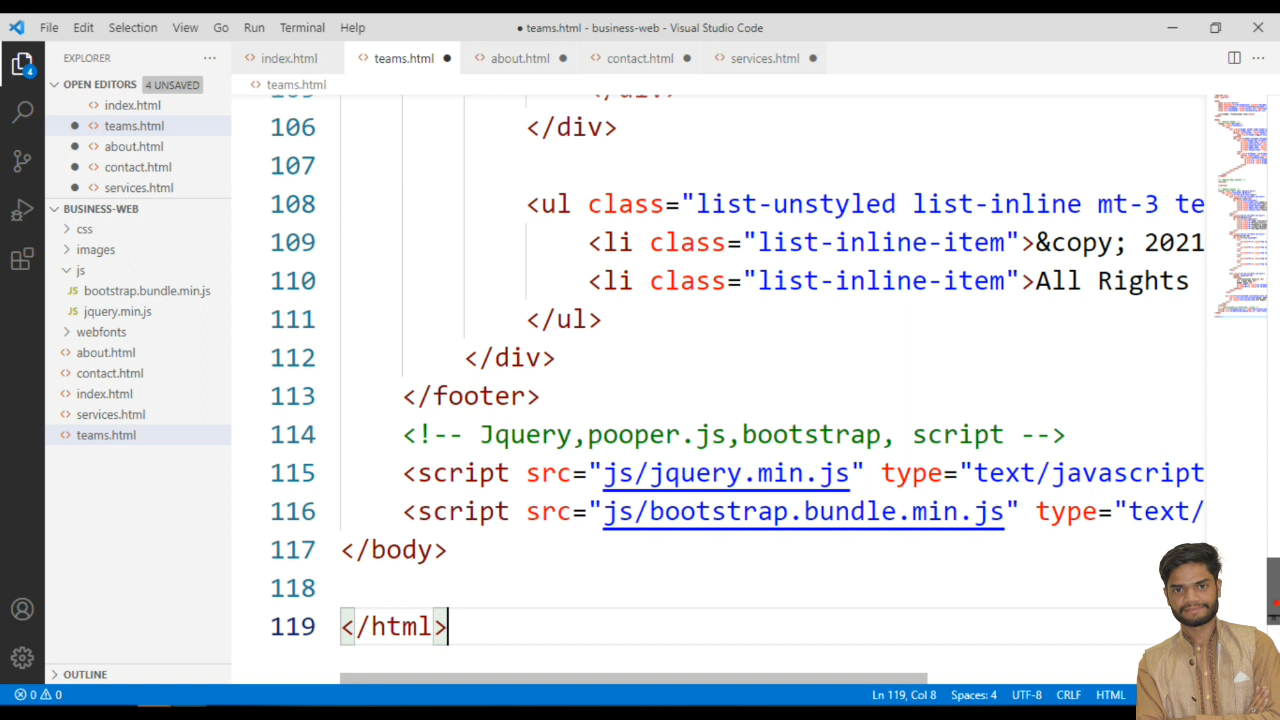 File Edit Selection View Go Run Terminal Help
● teams.html - business-web - Visual Studio Code
EXPLORER ···
OPEN EDITORS 4 UNSAVED
index.html
teams.html
about.html
contact.html
services.html
BUSINESS-WEB
css
images
js
JS bootstrap.bundle.min.js
JS jquery.min.js
webfonts
about.html
contact.html
index.html
services.html
teams.html
OUTLINE
4
index.html teams.html ● about.html ● contact.html ● services.html ●
teams.html
106 </div>
107
108 <ul class="list-unstyled list-inline mt-3 te
109 <li class="list-inline-item">&copy; 2021
110 <li class="list-inline-item">All Rights
111 </ul>
112 </div>
113 </footer>
114 <!-- Jquery,pooper.js,bootstrap, script -->
115 <script src="js/jquery.min.js" type="text/javascript
116 <script src="js/bootstrap.bundle.min.js" type="text/
117 </body>
118
119 </html>
0 0 Ln 119, Col 8 Spaces: 4 UTF-8 CRLF HTML